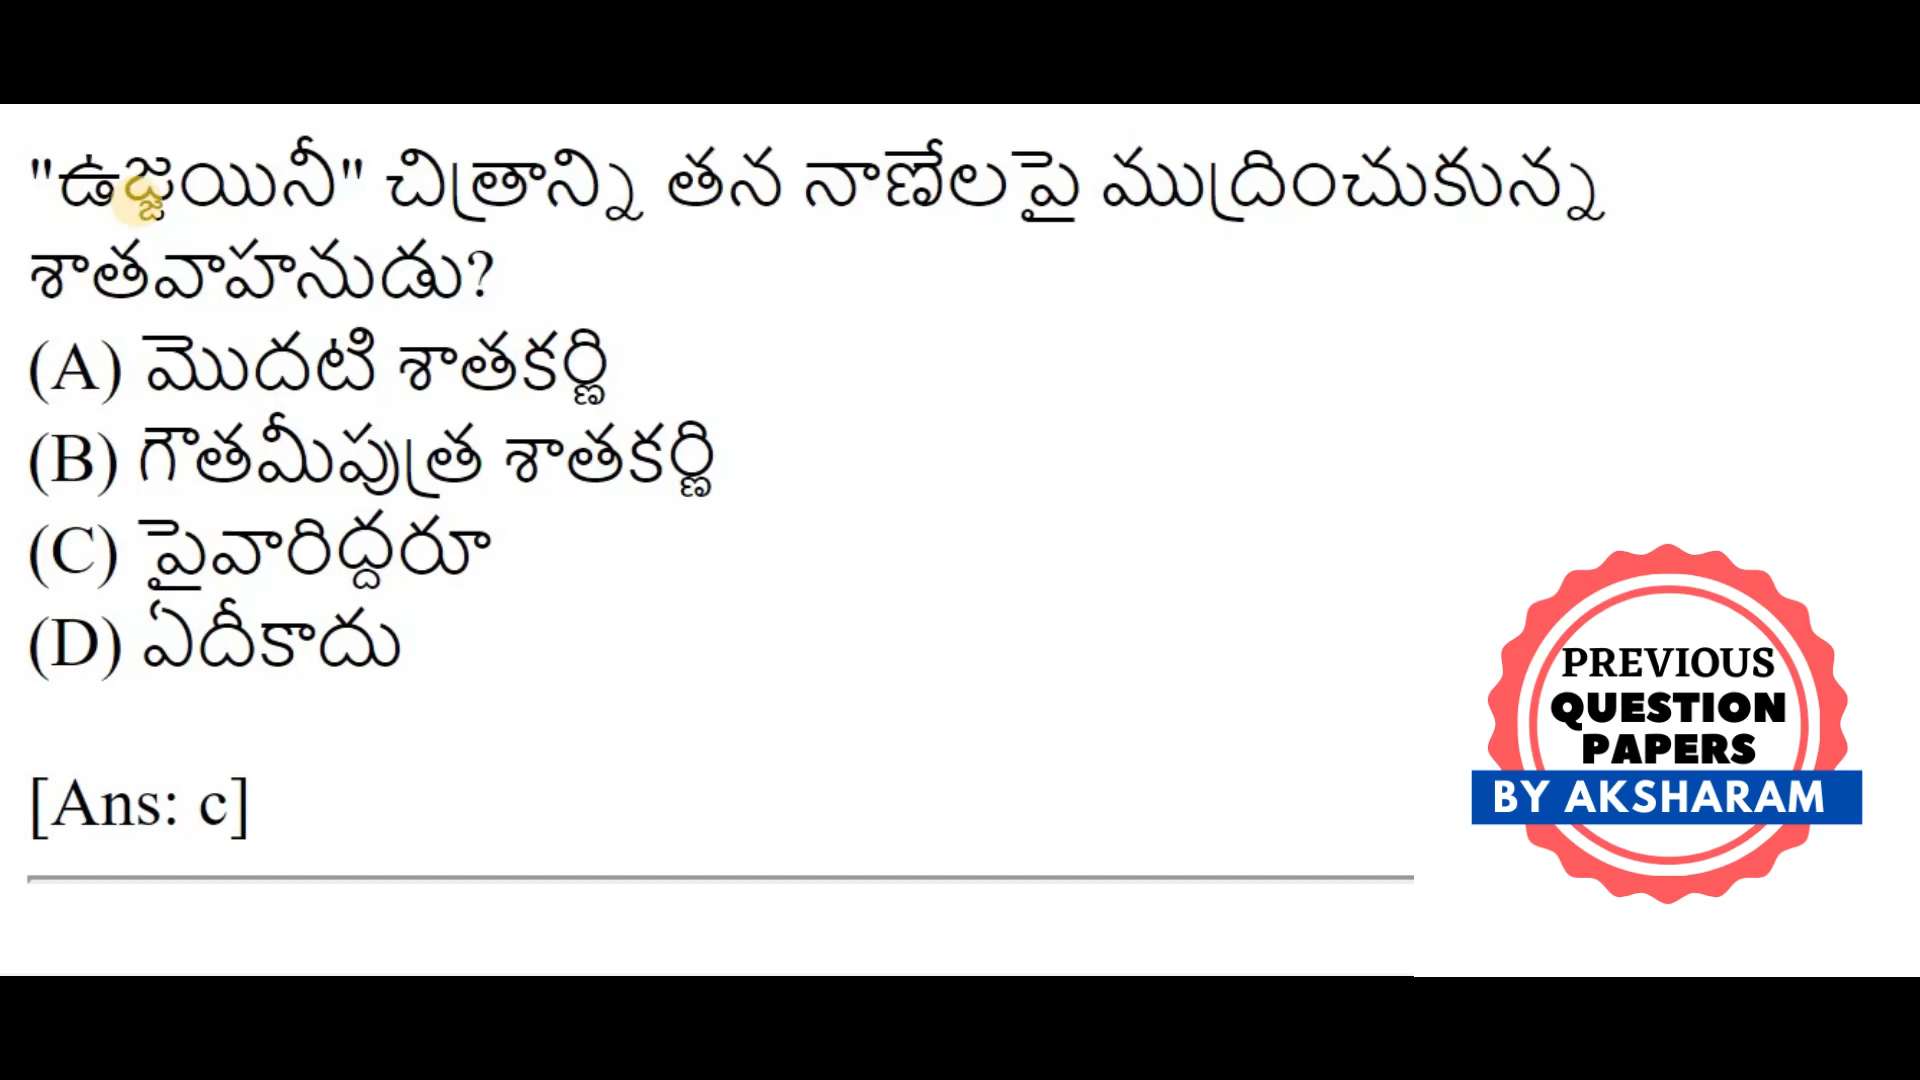 "ఉజ్జయినీ" చిత్రాన్ని తన నాణేలపై ముద్రించుకున్న
శాతవాహనుడు?
(A) మొదటి శాతకర్ణి
(B) గౌతమీపుత్ర శాతకర్ణి
(C) పైవారిద్దరూ
(D) ఏదీకాదు
[Ans: c]
PREVIOUS
QUESTION
PAPERS
BY AKSHARAM